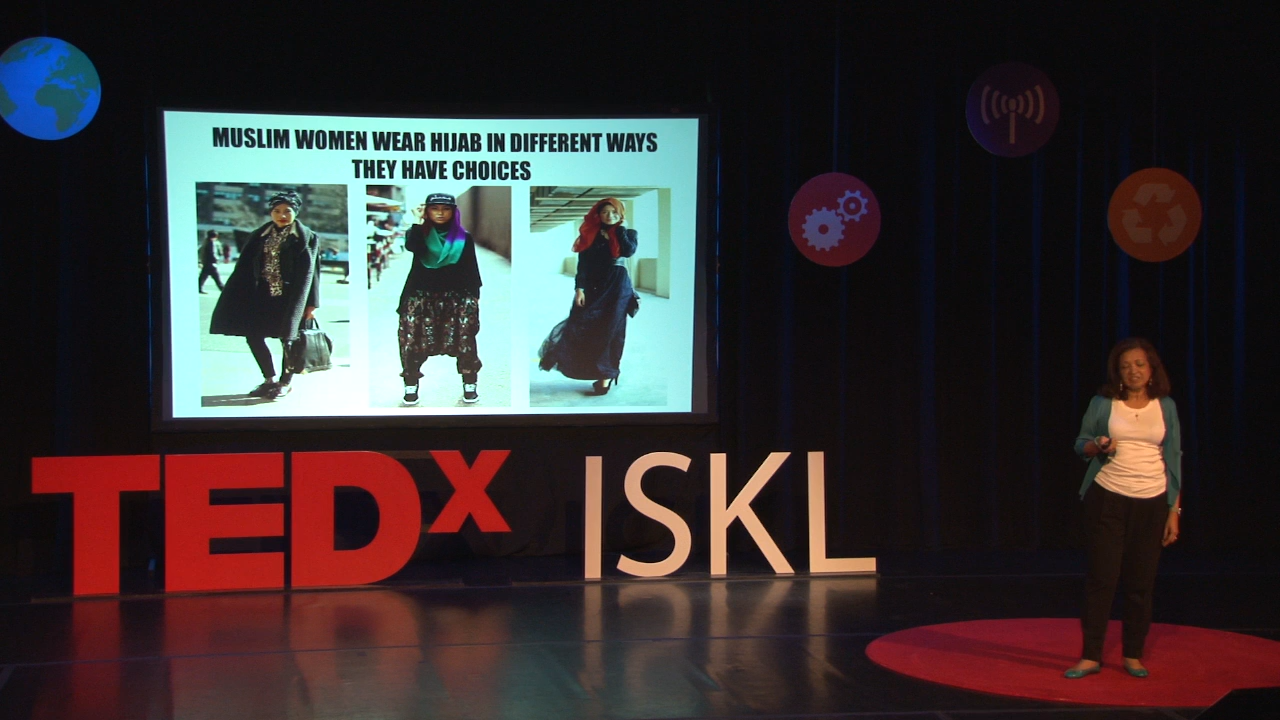 MUSLIM WOMEN WEAR HIJAB IN DIFFERENT WAYS
THEY HAVE CHOICES
TEDx ISKL